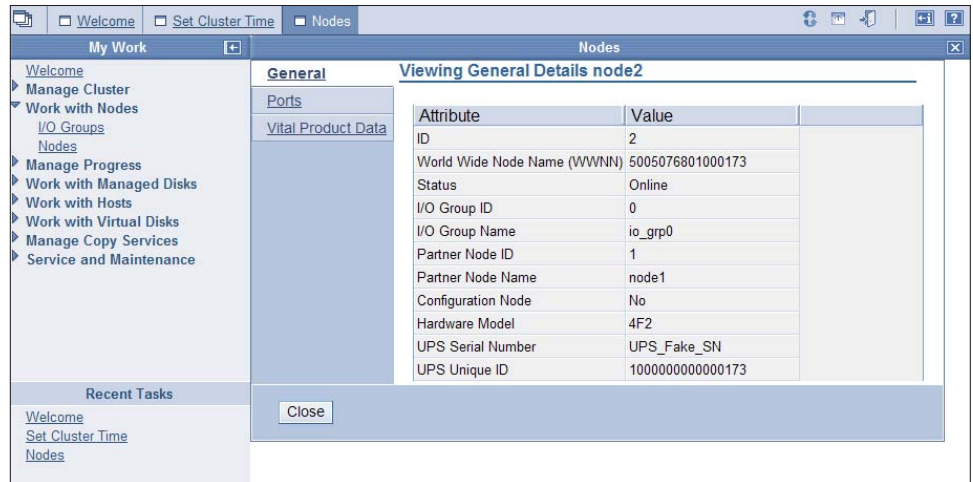 Welcome
Set Cluster Time
Nodes
My Work
Welcome
Manage Cluster
Work with Nodes
I/O Groups
Nodes
Manage Progress
Work with Managed Disks
Work with Hosts
Work with Virtual Disks
Manage Copy Services
Service and Maintenance
Recent Tasks
Welcome
Set Cluster Time
Nodes
Nodes
General
Ports
Vital Product Data
Viewing General Details node2
Attribute Value
ID 2
World Wide Node Name (WWNN) 5005076801000173
Status Online
I/O Group ID 0
I/O Group Name io_grp0
Partner Node ID 1
Partner Node Name node1
Configuration Node No
Hardware Model 4F2
UPS Serial Number UPS_Fake_SN
UPS Unique ID 1000000000000173
Close